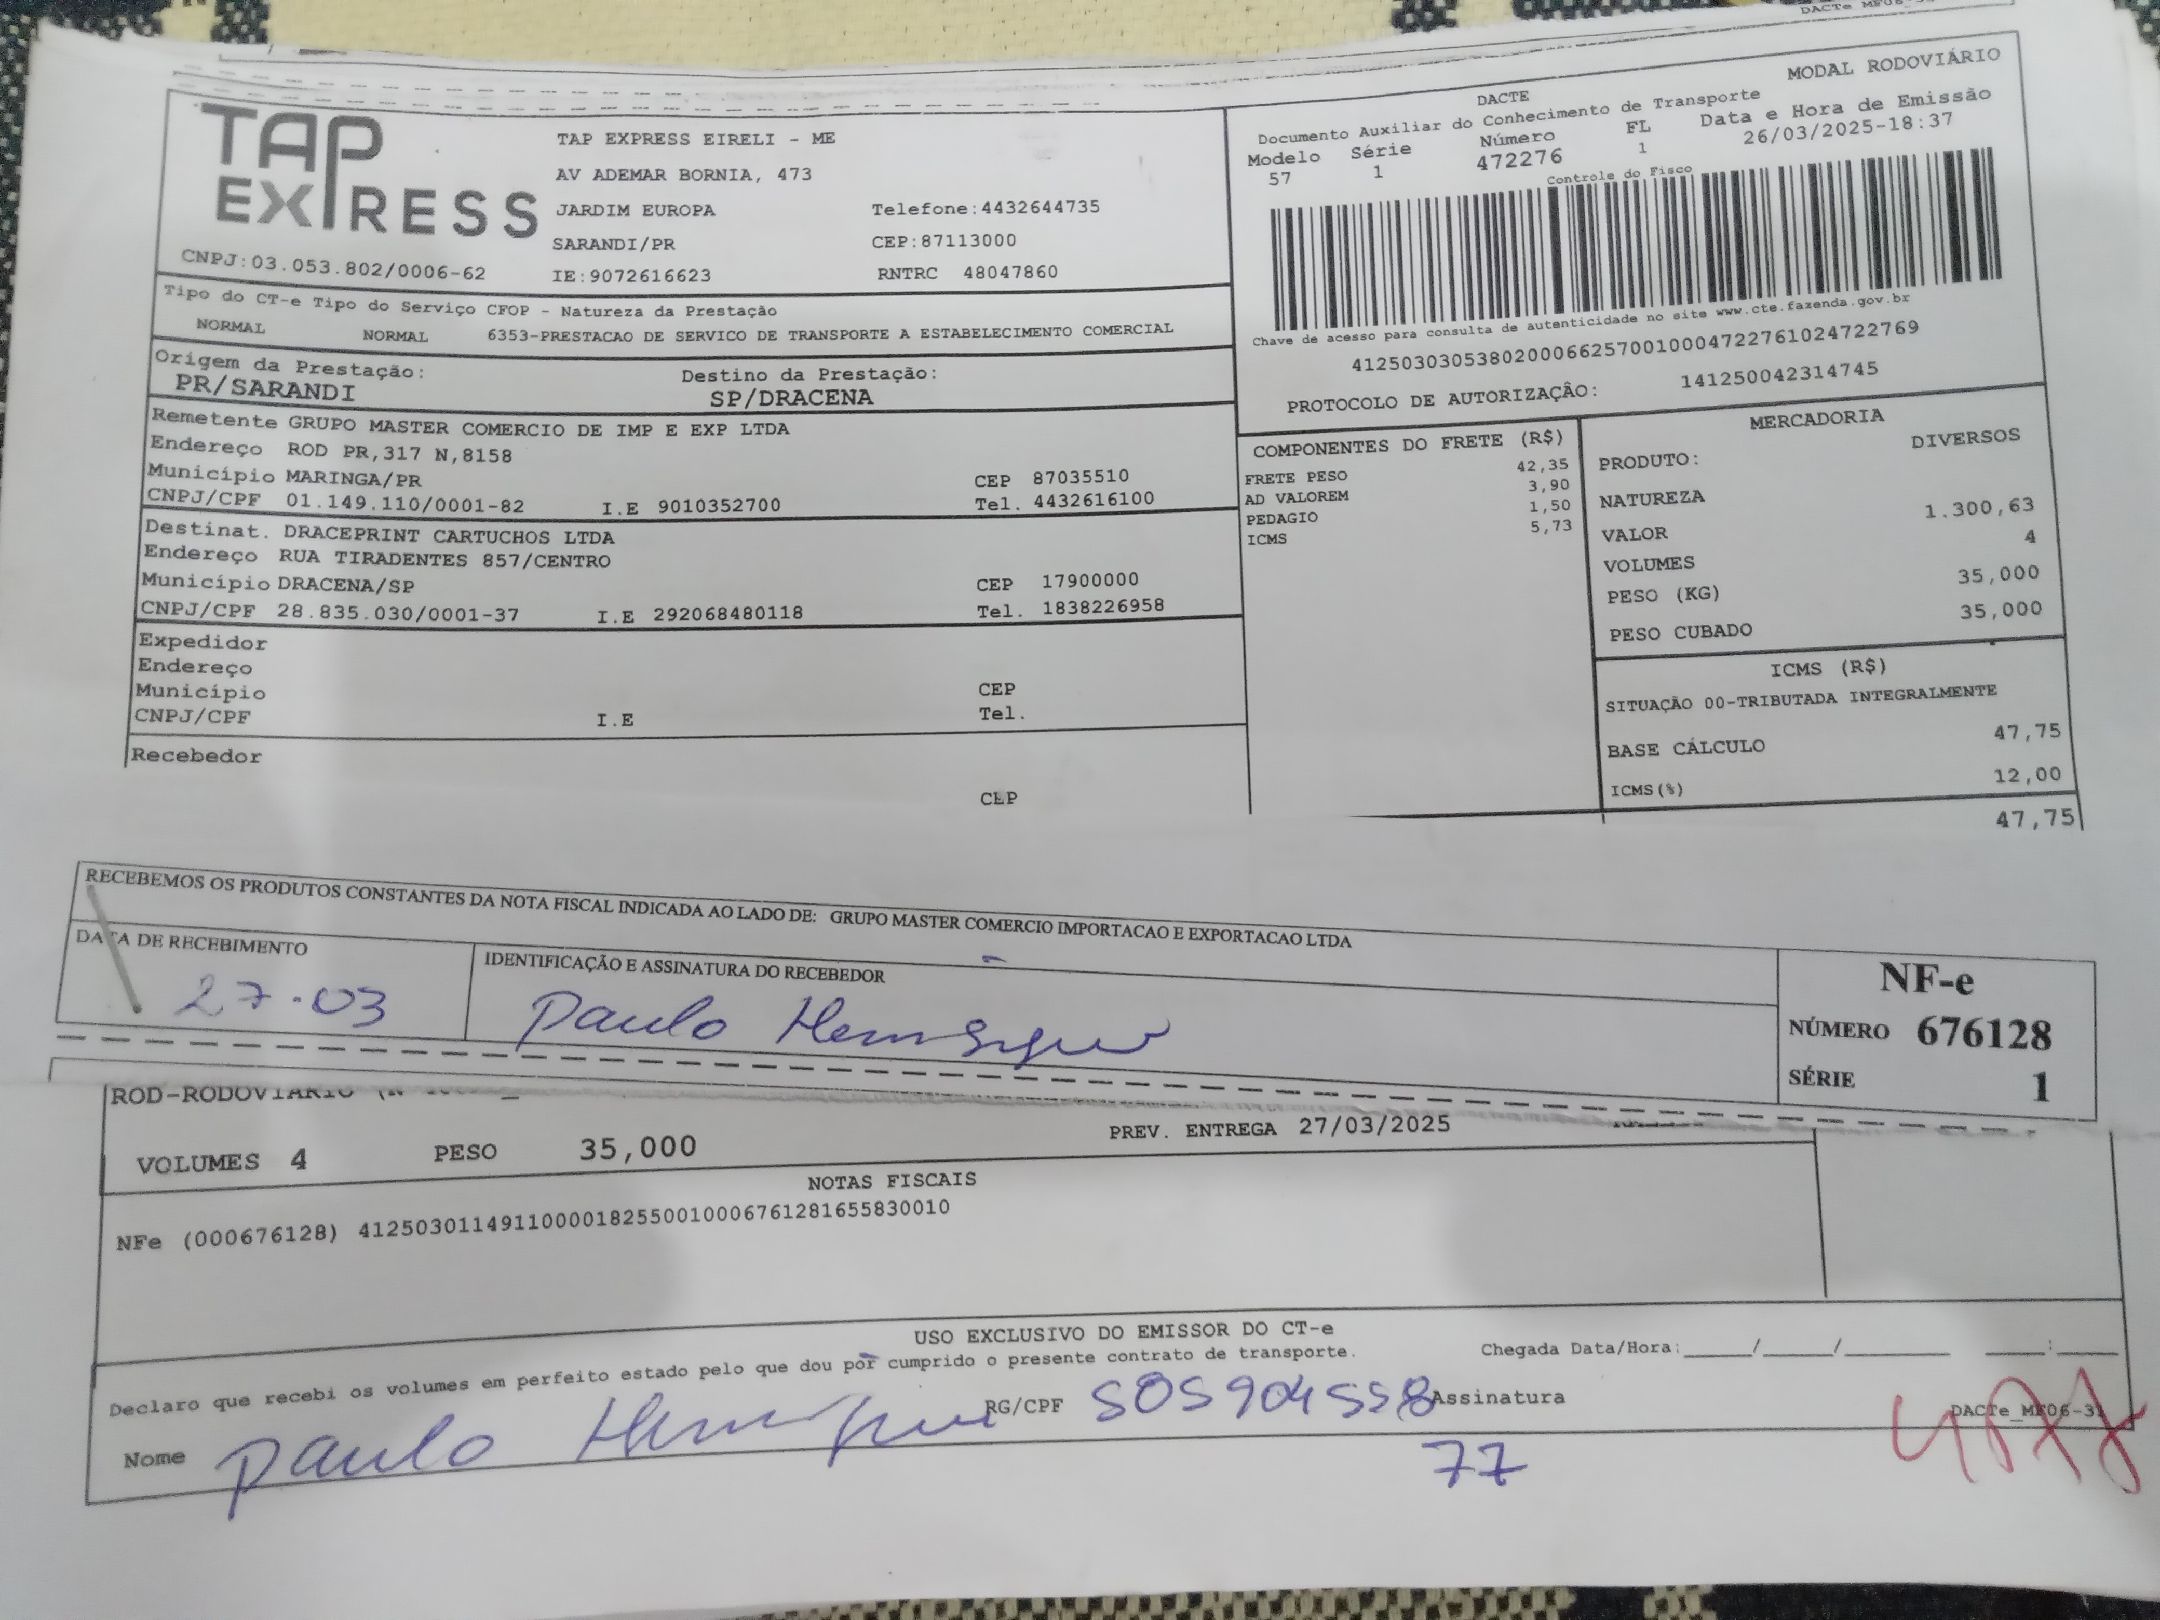 DACTe MF06-3
TAP EXPRESS
TAP EXPRESS EIRELI - ME
AV ADEMAR BORNIA, 473
JARDIM EUROPA Telefone:4432644735
SARANDI/PR CEP:87113000
CNPJ:03.053.802/0006-62 IE:9072616623 RNTRC 48047860
MODAL RODOVIÁRIO
DACTE
Documento Auxiliar do Conhecimento de Transporte
Modelo Série Número FL Data e Hora de Emissão
57 1 472276 1 26/03/2025-18:37
Controle do Fisco
Chave de acesso para consulta de autenticidade no site www.cte.fazenda.gov.br
41250303053802000662570010004722761024722769
PROTOCOLO DE AUTORIZAÇÂO: 141250042314745
Tipo do CT-e Tipo do Serviço CFOP - Natureza da Prestação
NORMAL NORMAL 6353-PRESTACAO DE SERVICO DE TRANSPORTE A ESTABELECIMENTO COMERCIAL
Origem da Prestação: Destino da Prestação:
PR/SARANDI SP/DRACENA
Remetente GRUPO MASTER COMERCIO DE IMP E EXP LTDA
Endereço ROD PR,317 N,8158
Município MARINGA/PR CEP 87035510
CNPJ/CPF 01.149.110/0001-82 I.E 9010352700 Tel. 4432616100
Destinat. DRACEPRINT CARTUCHOS LTDA
Endereço RUA TIRADENTES 857/CENTRO
Município DRACENA/SP CEP 17900000
CNPJ/CPF 28.835.030/0001-37 I.E 292068480118 Tel. 1838226958
Expedidor
Endereço
Município CEP
CNPJ/CPF I.E Tel.
Recebedor
CEP
COMPONENTES DO FRETE (R$)
FRETE PESO 42,35
AD VALOREM 3,90
PEDAGIO 1,50
ICMS 5,73
MERCADORIA
PRODUTO: DIVERSOS
NATUREZA
VALOR 1.300,63
VOLUMES 4
PESO (KG) 35,000
PESO CUBADO 35,000
ICMS (R$)
SITUAÇÃO 00-TRIBUTADA INTEGRALMENTE
BASE CÁLCULO 47,75
ICMS(%) 12,00
47,75
RECEBEMOS OS PRODUTOS CONSTANTES DA NOTA FISCAL INDICADA AO LADO DE: GRUPO MASTER COMÉRCIO IMPORTACAO E EXPORTACAO LTDA
DATA DE RECEBIMENTO IDENTIFICAÇÃO E ASSINATURA DO RECEBEDOR
27.03 Paulo Henrique
NF-e
NÚMERO 676128
SÉRIE 1
ROD-RODOVIÁRIO
VOLUMES 4 PESO 35,000 PREV. ENTREGA 27/03/2025
NOTAS FISCAIS
NFe (000676128) 41250301149110000182550010006761281655830010
USO EXCLUSIVO DO EMISSOR DO CT-e
Declaro que recebi os volumes em perfeito estado pelo que dou por cumprido o presente contrato de transporte. Chegada Data/Hora:_____/_____/_______ ____:____
Nome Paulo Henrique RG/CPF 505904558 Assinatura
77
DACTe_MF06-3